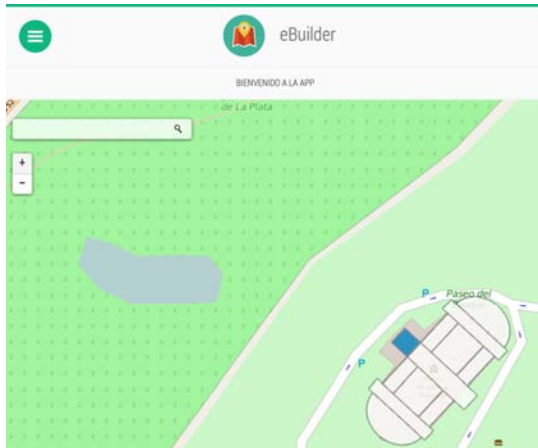 eBuilder
BIENVENIDO A LA APP
de La Plata
+
-
P
Paseo del
P